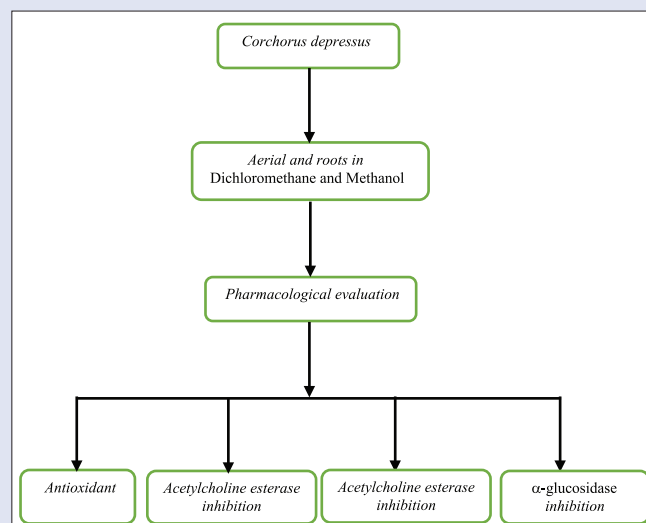 Corchorus depressus
Aerial and roots in
Dichloromethane and Methanol
Pharmacological evaluation
Antioxidant
Acetylcholine esterase
inhibition
Acetylcholine esterase
inhibition
α-glucosidase
inhibition